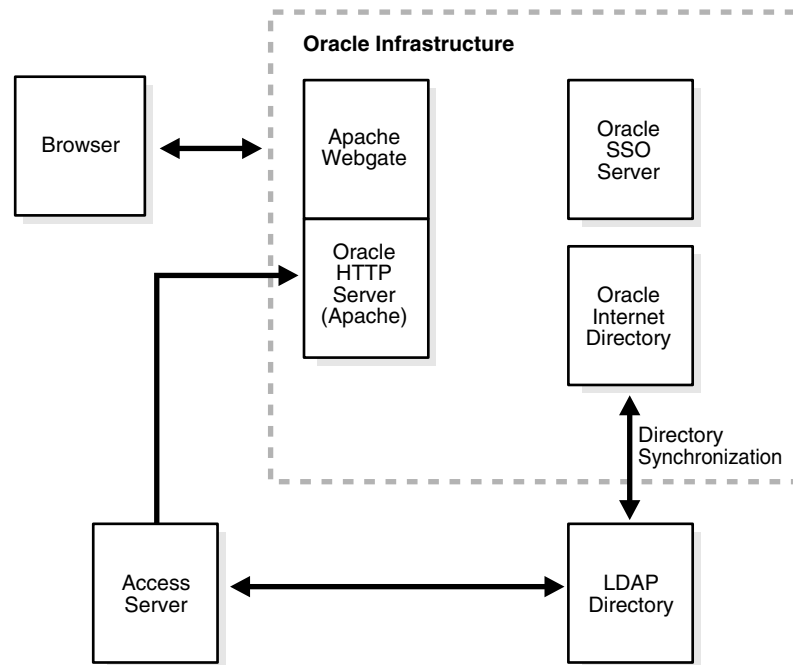 Oracle Infrastructure
Browser
Apache
Webgate
Oracle
SSO
Server
Oracle
HTTP
Server
(Apache)
Oracle
Internet
Directory
Directory
Synchronization
Access
Server
LDAP
Directory